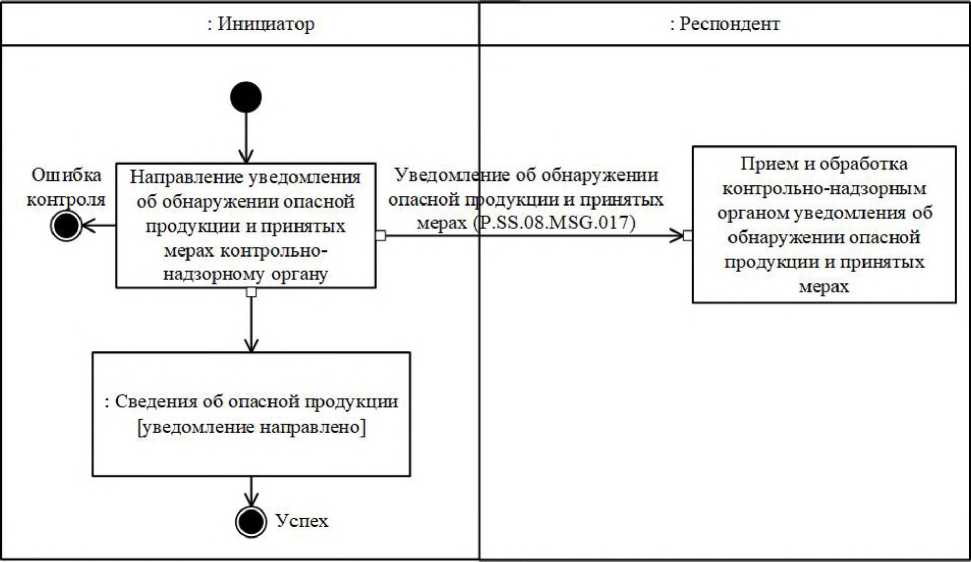 : Инициатор
: Респондент
Ошибка
контроля
Направление уведомления
об обнаружении опасной
продукции и принятых
мерах контрольно-
надзорному органу
Уведомление об обнаружении
опасной продукции и принятых
мерах (P.SS.08.MSG.017)
Прием и обработка
контрольно-надзорным
органом уведомления об
обнаружении опасной
продукции и принятых
мерах
: Сведения об опасной продукции
[уведомление направлено]
Успех